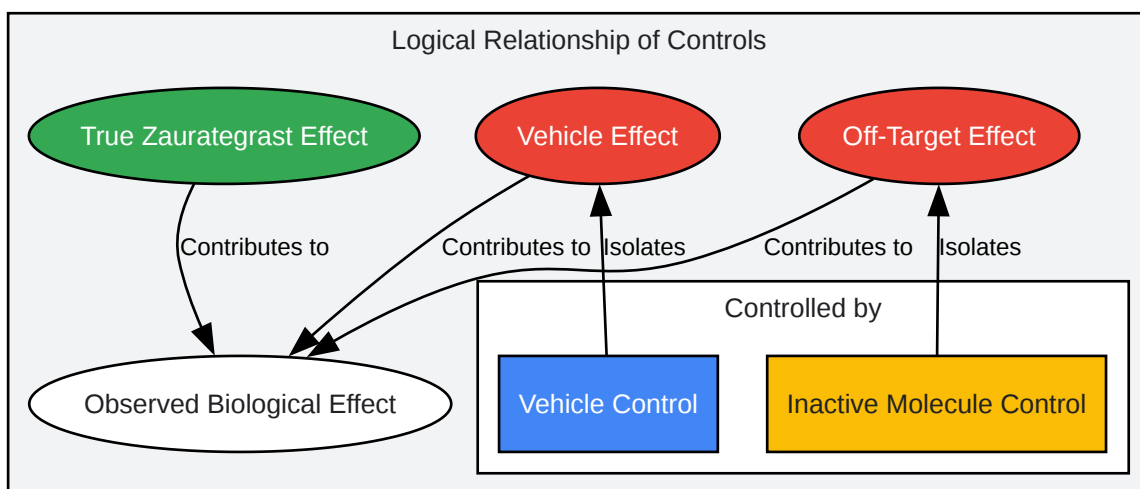 Logical Relationship of Controls
True Zaurategrast Effect
Vehicle Effect
Off-Target Effect
Contributes to
Contributes to
Isolates
Contributes to
Isolates
Controlled by
Observed Biological Effect
Vehicle Control
Inactive Molecule Control